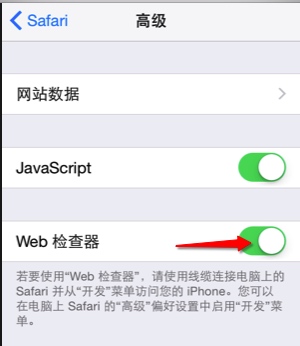 Safari
高级
网站数据
JavaScript
Web 检查器
若要使用“Web 检查器”，请使用线缆连接电脑上的
Safari 并从“开发”菜单访问您的 iPhone。您可以
在电脑上 Safari 的“高级”偏好设置中启用“开发”菜
单。